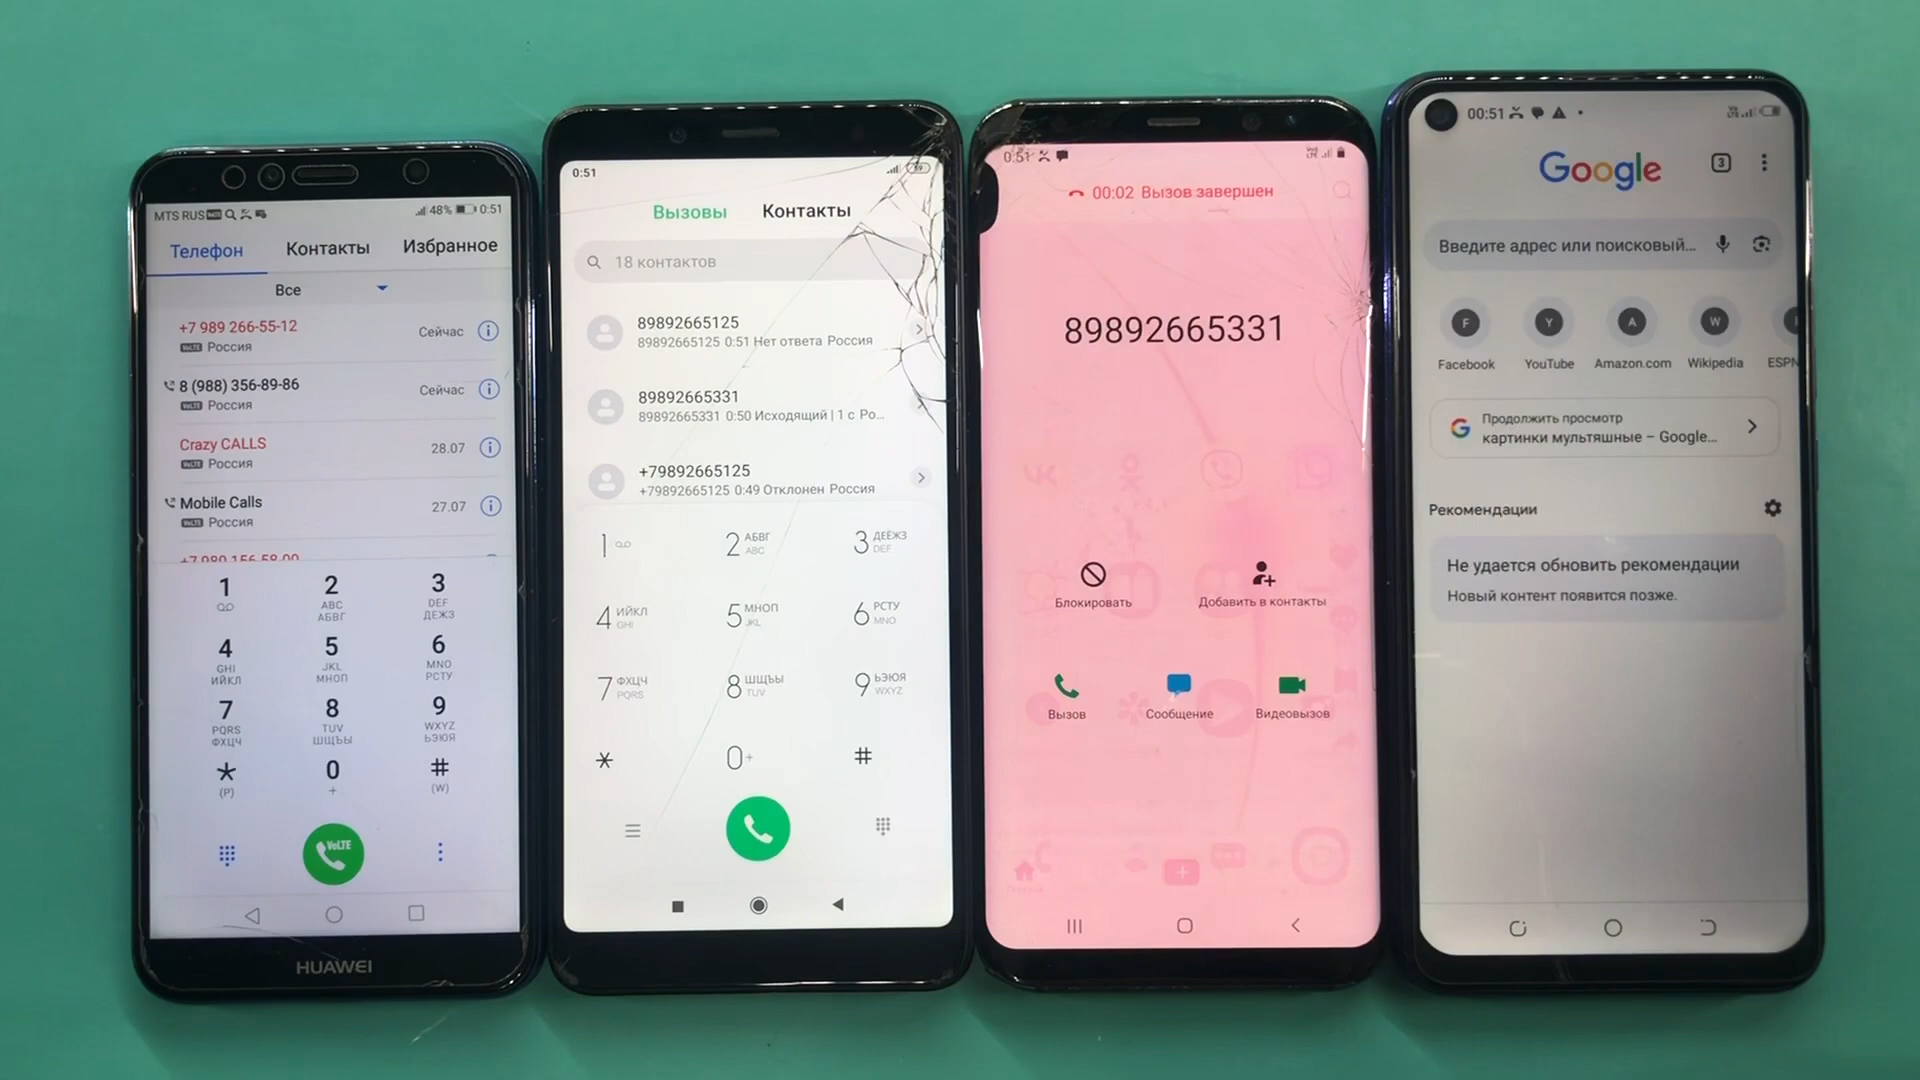 MTS RUS 48% 0:51
Телефон Контакты Избранное
Все
+7 989 266-55-12 Сейчас
VoLTE Россия
8 (988) 356-89-86 Сейчас
VoLTE Россия
Crazy CALLS 28.07
VoLTE Россия
Mobile Calls 27.07
VoLTE Россия
1 2 3
ABC DEF
АБВГ ДЕЖЗ
4 5 6
GHI JKL MNO
ИЙКЛ МНОП РСТУ
7 8 9
PQRS TUV WXYZ
ФХЦЧ ШЩЪЫ ЬЭЮЯ
* 0 #
(P) + (W)
VoLTE
HUAWEI
0:51
Вызовы Контакты
18 контактов
89892665125
89892665125 0:51 Нет ответа Россия
89892665331
89892665331 0:50 Исходящий | 1 с Ро...
+79892665125
+79892665125 0:49 Отклонен Россия
1 2 АБВГ 3 ДЕЁЖЗ
ABC DEF
4 ИЙКЛ 5 МНОП 6 РСТУ
GHI JKL MNO
7 ФХЦЧ 8 ШЩЪЫ 9 ЬЭЮЯ
PQRS TUV WXYZ
* 0+ #
0:51
00:02 Вызов завершен
89892665331
Блокировать Добавить в контакты
Вызов Сообщение Видеовызов
00:51
Google 3
Введите адрес или поисковый...
F Y A W
Facebook YouTube Amazon.com Wikipedia ESPN
Продолжить просмотр
картинки мультяшные – Google...
Рекомендации
Не удается обновить рекомендации
Новый контент появится позже.